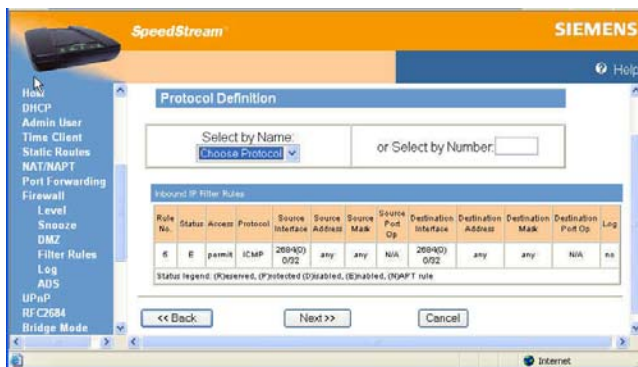 SpeedStream
SIEMENS
Help
Host
DHCP
Admin User
Time Client
Static Routes
NAT/NAPT
Port Forwarding
Firewall
Level
Snooze
DMZ
Filter Rules
Log
ADS
UPnP
RFC2684
Bridge Mode
Protocol Definition
Select by Name:
Choose Protocol
or Select by Number:
Inbound IP Filter Rules
Rule No. Status Access Protocol Source Interface Source Address Source Mask Source Port Op Destination Interface Destination Address Destination Mask Destination Port Op Log
6 E permit ICMP 2684(0) 0/32 any any N/A 2684(0) 0/32 any any N/A no
Status legend: (R)eserved, (P)rotected (D)isabled, (E)nabled, (N)APT rule
<< Back
Next >>
Cancel
Internet